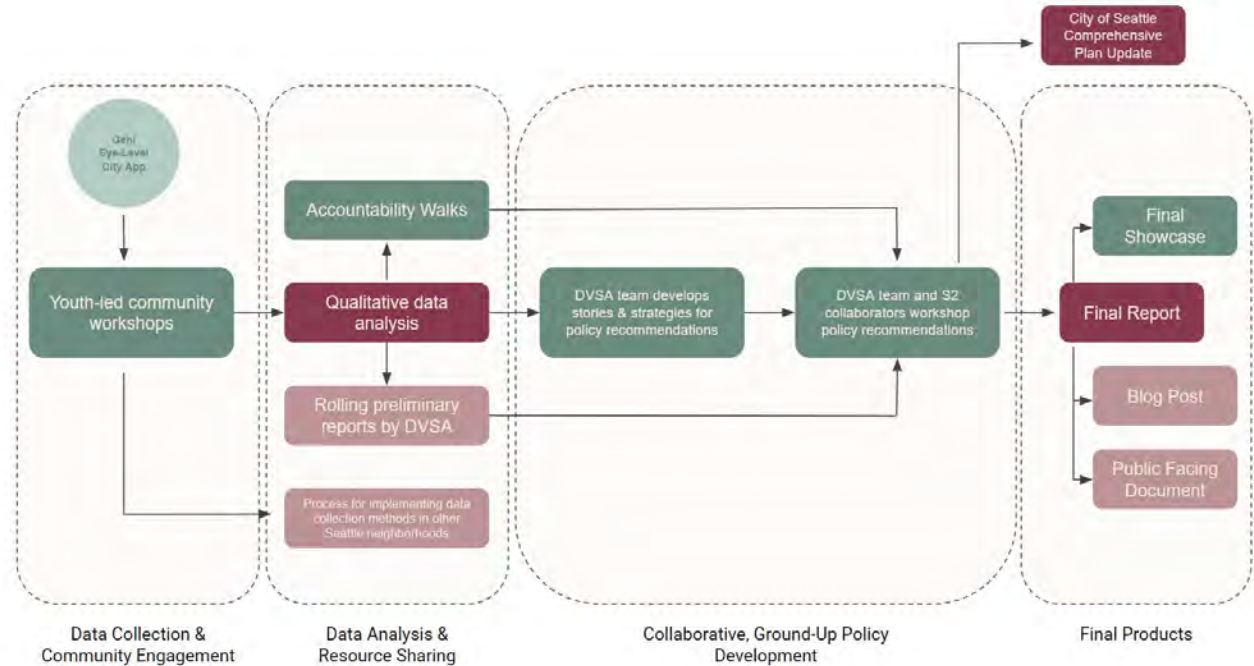 City of Seattle
Comprehensive
Plan Update
Gehl
Eye-Level
City App
Youth-led community
workshops
Accountability Walks
Qualitative data
analysis
Rolling preliminary
reports by DVSA
Process for implementing data
collection methods in other
Seattle neighborhoods
DVSA team develops
stories & strategies for
policy recommendations
DVSA team and S2
collaborators workshop
policy recommendations
Final
Showcase
Final Report
Blog Post
Public Facing
Document
Data Collection &
Community Engagement
Data Analysis &
Resource Sharing
Collaborative, Ground-Up Policy
Development
Final Products